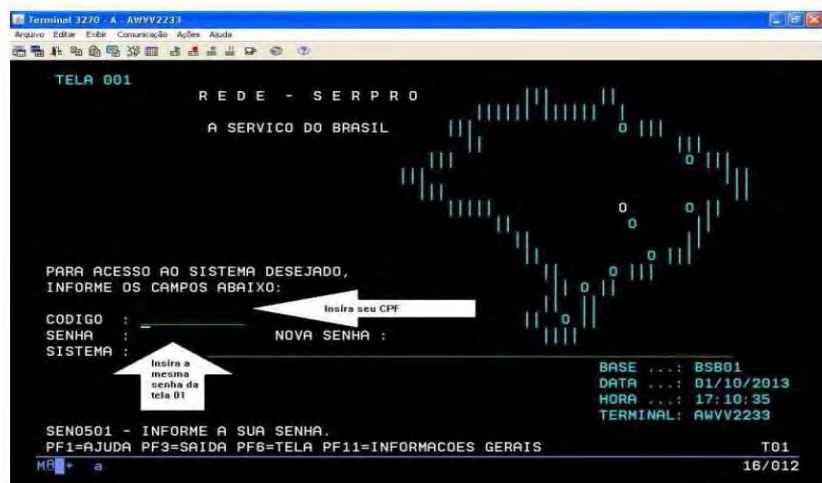 Terminal 3270 - A - AWVV2233
Arquivo Editar Exibir Comunicação Ações Ajuda
TELA 001
R E D E - S E R P R O
A SERVICO DO BRASIL
PARA ACESSO AO SISTEMA DESEJADO,
INFORME OS CAMPOS ABAIXO:
Insira seu CPF
CODIGO :
SENHA : NOVA SENHA :
SISTEMA :
Insira a
mesma
senha da
tela 01
BASE ...: BSB01
DATA ...: 01/10/2013
HORA ...: 17:10:35
TERMINAL: AWVV2233
SEN0501 - INFORME A SUA SENHA.
PF1=AJUDA PF3=SAIDA PF6=TELA PF11=INFORMACOES GERAIS T01
a 16/012